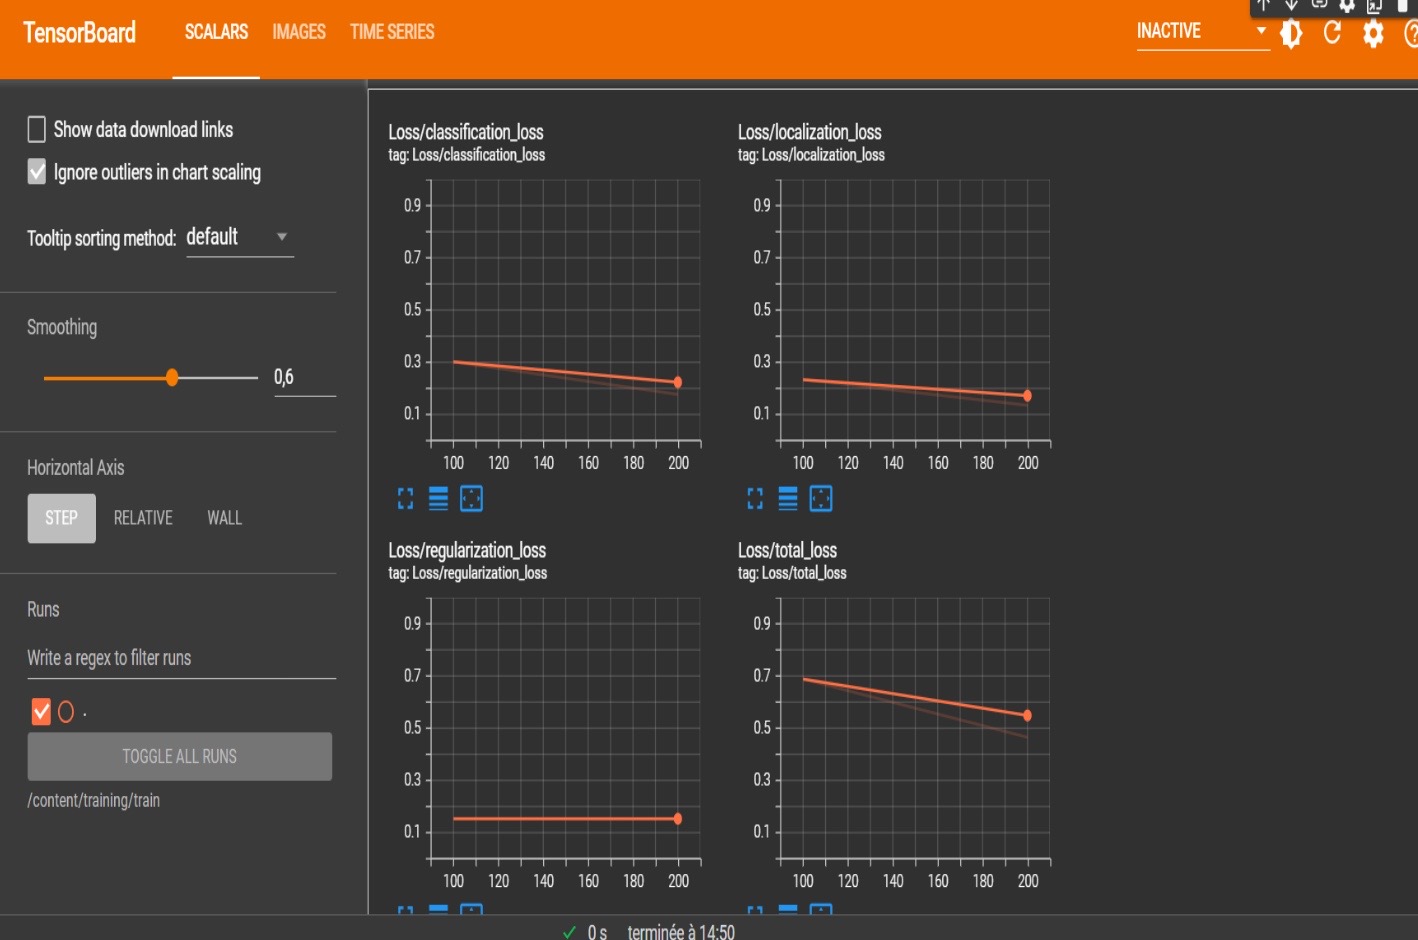 TensorBoard
SCALARS IMAGES TIME SERIES
INACTIVE
Show data download links
Ignore outliers in chart scaling
Tooltip sorting method: default
Smoothing
0,6
Horizontal Axis
STEP RELATIVE WALL
Runs
Write a regex to filter runs
.
TOGGLE ALL RUNS
/content/training/train
Loss/classification_loss
tag: Loss/classification_loss
0.9
0.7
0.5
0.3
0.1
100 120 140 160 180 200
Loss/localization_loss
tag: Loss/localization_loss
0.9
0.7
0.5
0.3
0.1
100 120 140 160 180 200
Loss/regularization_loss
tag: Loss/regularization_loss
0.9
0.7
0.5
0.3
0.1
100 120 140 160 180 200
Loss/total_loss
tag: Loss/total_loss
0.9
0.7
0.5
0.3
0.1
100 120 140 160 180 200
0 s terminée à 14:50